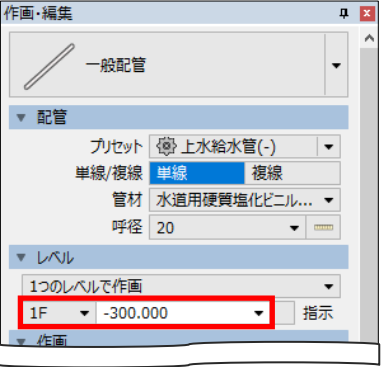 作画・編集
一般配管
配管
プリセット 上水給水管(-)
単線/複線 単線 複線
管材 水道用硬質塩化ビニル...
呼径 20
レベル
1つのレベルで作画
1F -300.000 指示
作画